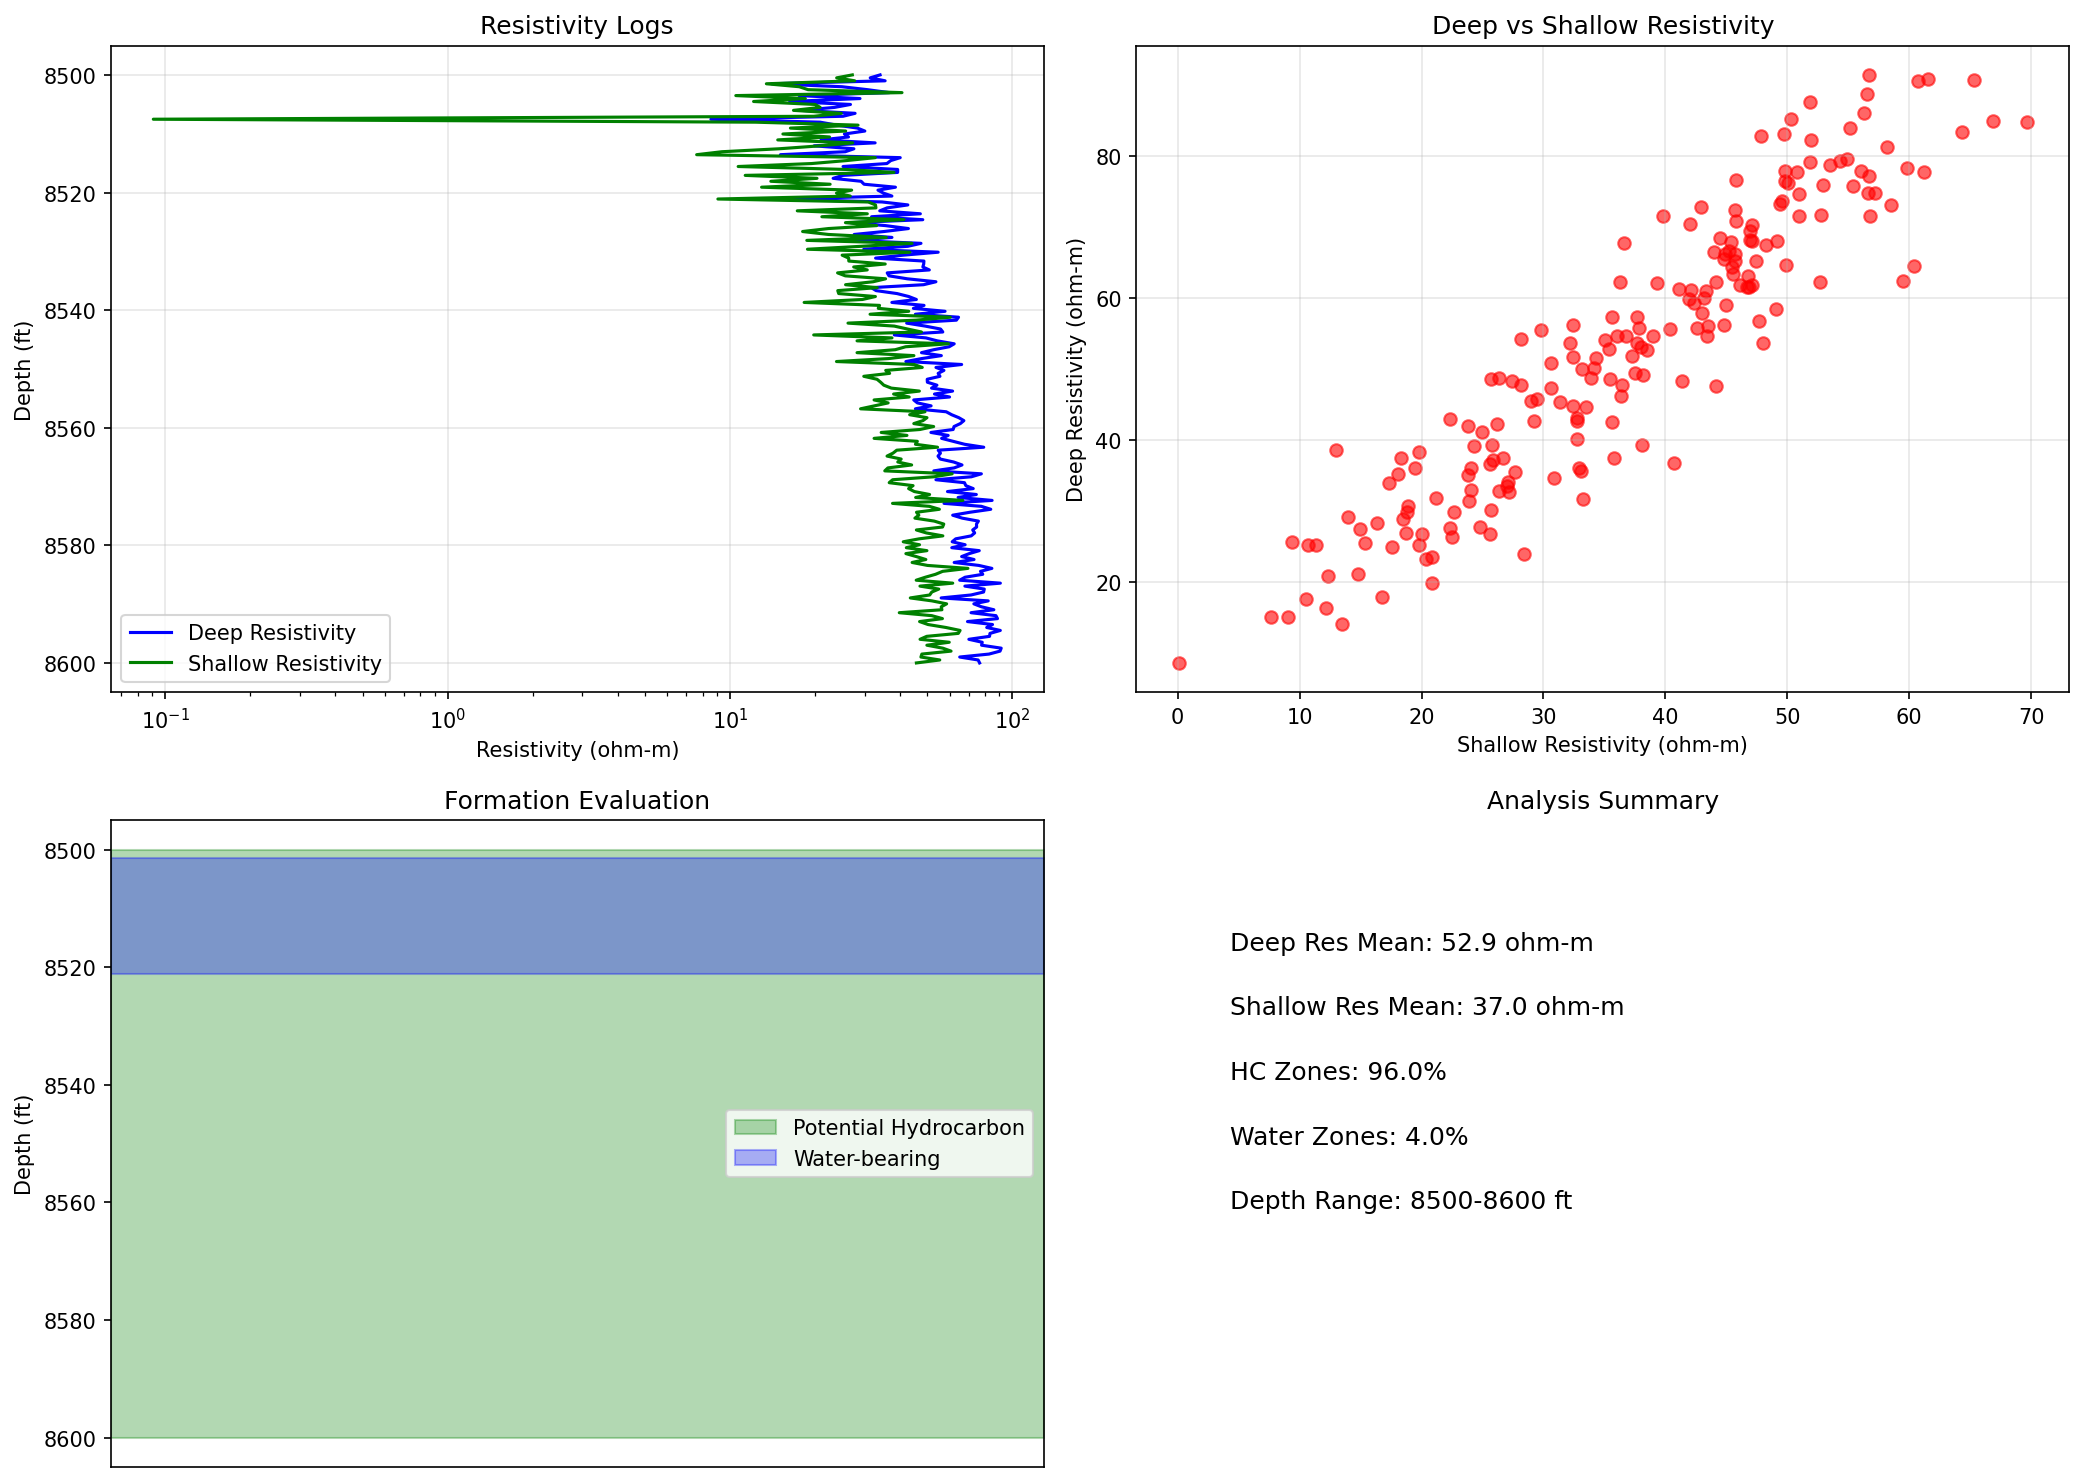 Resistivity Logs
8500
8520
8540
8560
8580
8600
Depth (ft)
Deep Resistivity
Shallow Resistivity
10⁻¹
10⁰
10¹
10²
Resistivity (ohm-m)
Deep vs Shallow Resistivity
80
60
40
20
Deep Resistivity (ohm-m)
0
10
20
30
40
50
60
70
Shallow Resistivity (ohm-m)
Formation Evaluation
8500
8520
8540
8560
8580
8600
Depth (ft)
Potential Hydrocarbon
Water-bearing
Analysis Summary
Deep Res Mean: 52.9 ohm-m
Shallow Res Mean: 37.0 ohm-m
HC Zones: 96.0%
Water Zones: 4.0%
Depth Range: 8500-8600 ft